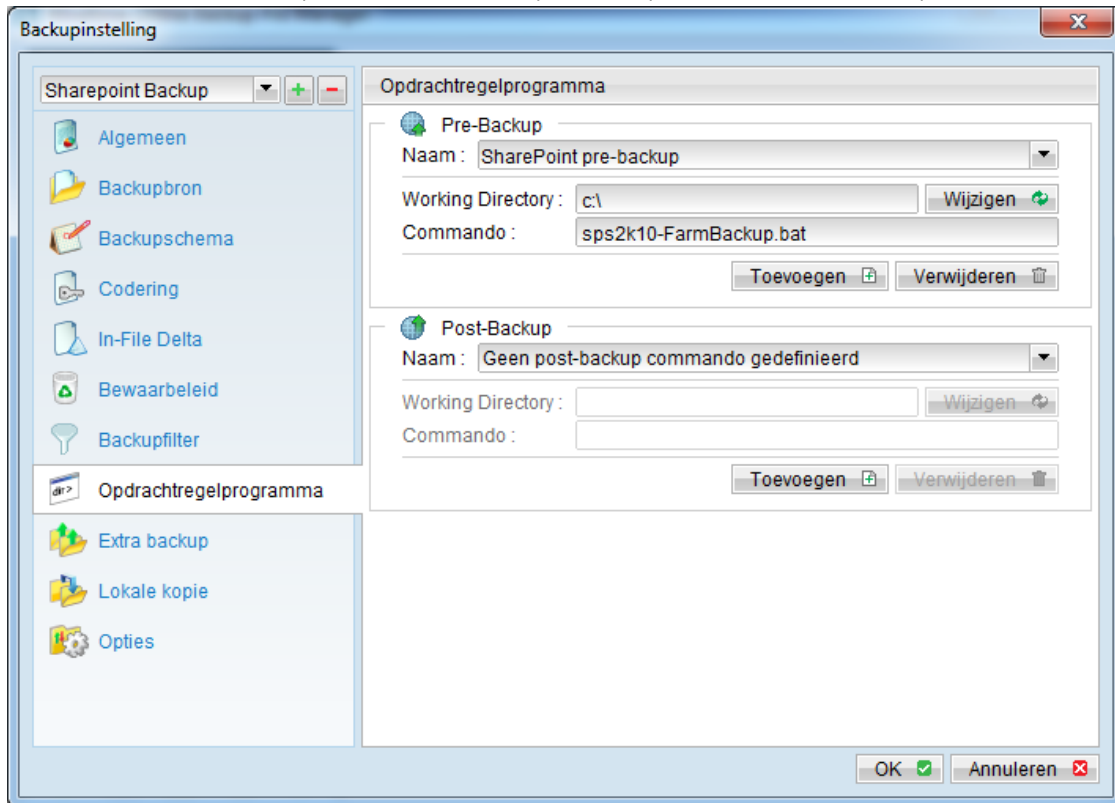 Backupinstelling
Sharepoint Backup
Algemeen
Backupbron
Backupschema
Codering
In-File Delta
Bewaarbeleid
Backupfilter
dir>
Opdrachtregelprogramma
Extra backup
Lokale kopie
Opties
Opdrachtregelprogramma
Pre-Backup
Naam : SharePoint pre-backup
Working Directory : c:\ Wijzigen
Commando : sps2k10-FarmBackup.bat
Toevoegen Verwijderen
Post-Backup
Naam : Geen post-backup commando gedefinieerd
Working Directory : Wijzigen
Commando :
Toevoegen Verwijderen
OK Annuleren